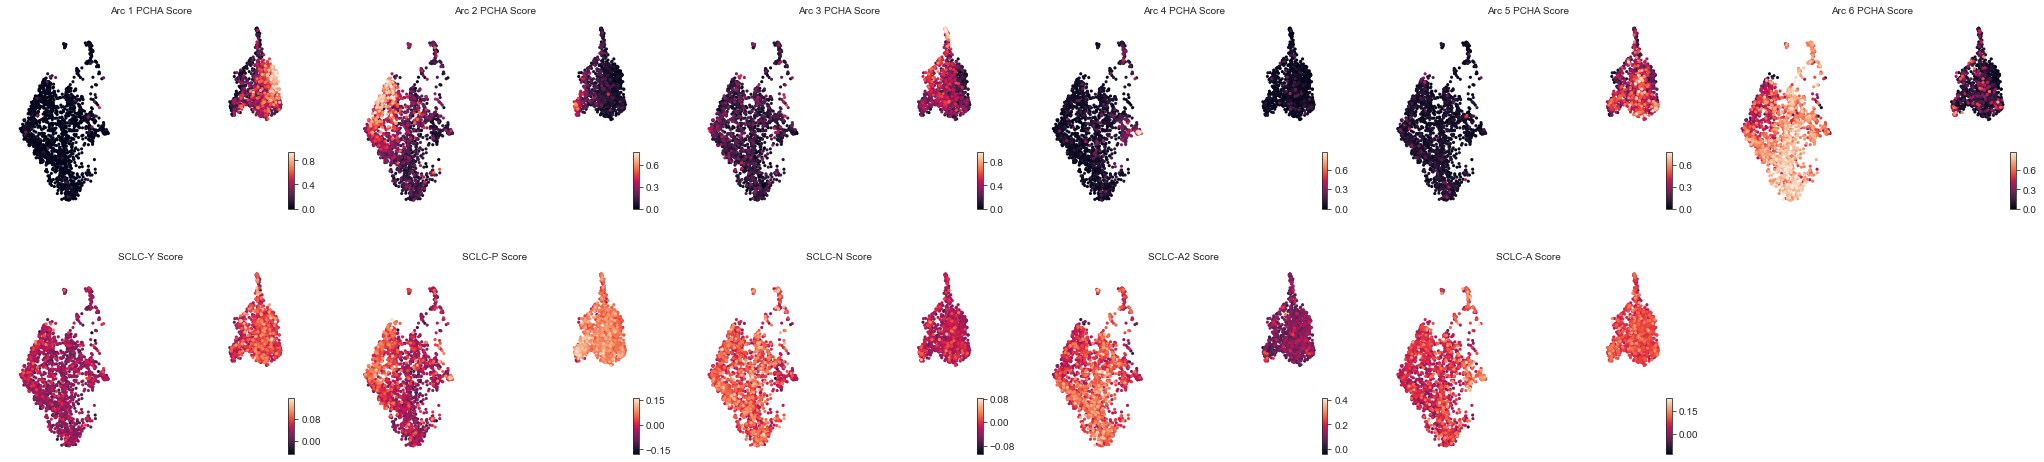 Arc 1 PCHA Score
Arc 2 PCHA Score
Arc 3 PCHA Score
Arc 4 PCHA Score
Arc 5 PCHA Score
Arc 6 PCHA Score
0.8
0.4
0.0
0.6
0.3
0.0
0.8
0.4
0.0
0.6
0.3
0.0
0.6
0.3
0.0
0.6
0.3
0.0
SCLC-Y Score
SCLC-P Score
SCLC-N Score
SCLC-A2 Score
SCLC-A Score
0.08
0.00
0.15
0.00
−0.15
0.08
0.00
−0.08
0.4
0.2
0.0
0.15
0.00